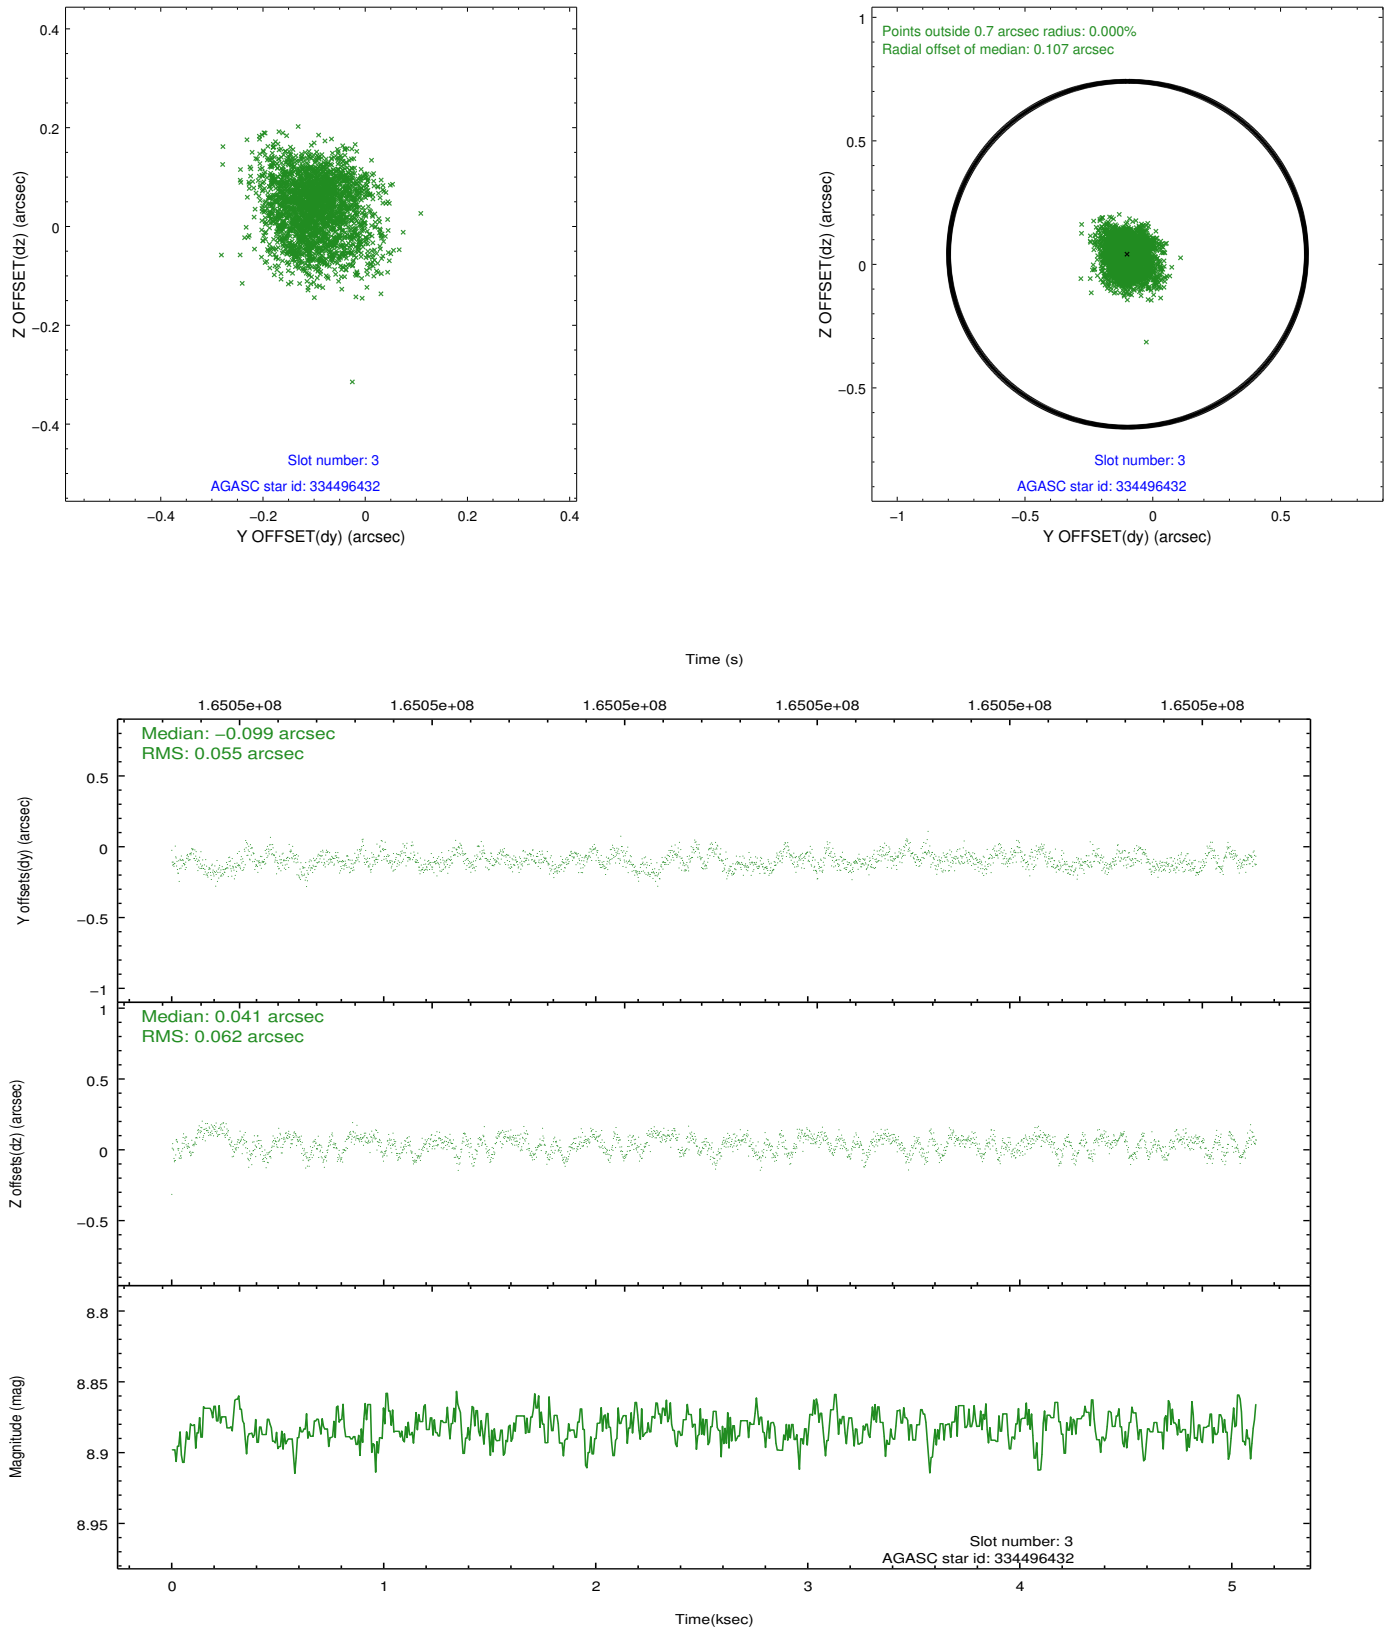 0.4
0.2
0
−0.2
−0.4
Z OFFSET(dz) (arcsec)
Slot number: 3
AGASC star id: 334496432
−0.4
−0.2
0
0.2
0.4
Y OFFSET(dy) (arcsec)
Points outside 0.7 arcsec radius: 0.000%
Radial offset of median: 0.107 arcsec
1
0.5
0
−0.5
Z OFFSET(dz) (arcsec)
Slot number: 3
AGASC star id: 334496432
−1
−0.5
0
0.5
Y OFFSET(dy) (arcsec)
Time (s)
1.6505e+08
1.6505e+08
1.6505e+08
1.6505e+08
1.6505e+08
1.6505e+08
Median: −0.099 arcsec
RMS: 0.055 arcsec
0.5
0
−0.5
−1
Y offsets(dy) (arcsec)
Median: 0.041 arcsec
RMS: 0.062 arcsec
1
0.5
0
−0.5
Z offsets(dz) (arcsec)
8.8
8.85
8.9
8.95
Magnitude (mag)
Slot number: 3
AGASC star id: 334496432
0
1
2
3
4
5
Time(ksec)